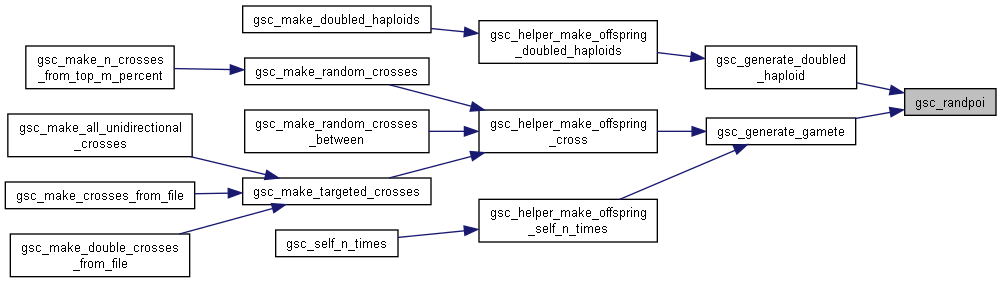 gsc_make_doubled_haploids
gsc_helper_make_offspring
_doubled_haploids
gsc_make_n_crosses
_from_top_m_percent
gsc_make_random_crosses
gsc_generate_doubled
_haploid
gsc_randpoi
gsc_make_all_unidirectional
_crosses
gsc_make_random_crosses
_between
gsc_helper_make_offspring
_cross
gsc_generate_gamete
gsc_make_crosses_from_file
gsc_make_targeted_crosses
gsc_make_double_crosses
_from_file
gsc_self_n_times
gsc_helper_make_offspring
_self_n_times